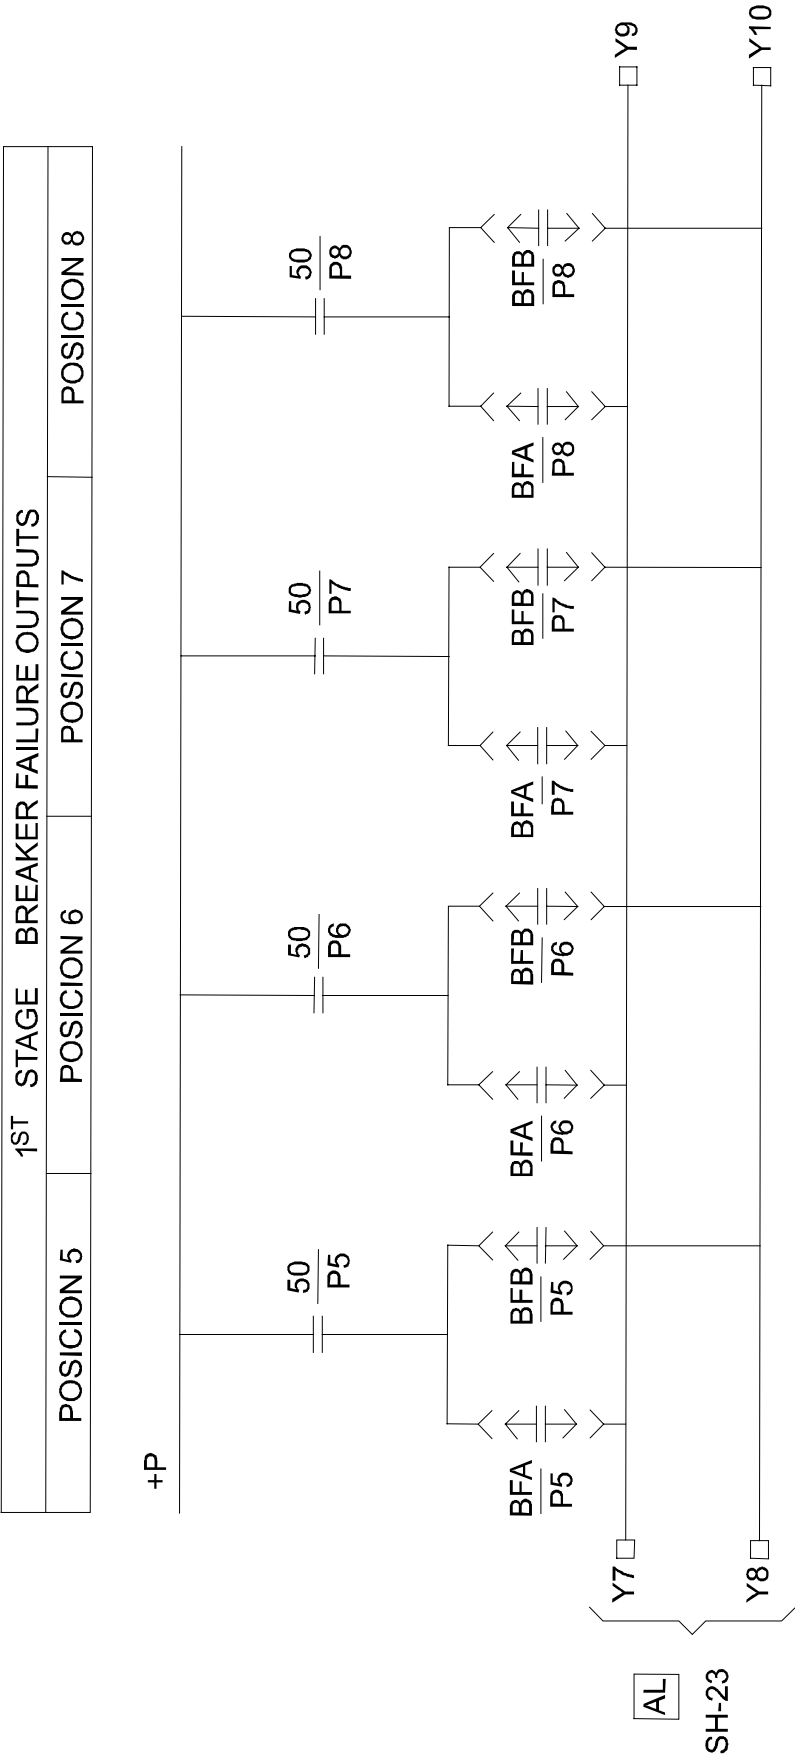 1ST STAGE BREAKER FAILURE OUTPUTS
POSICION 5 POSICION 6 POSICION 7 POSICION 8
+P
50 50 50 50
P5 P6 P7 P8
BFA BFB BFA BFB BFA BFB BFA BFB
P5 P5 P6 P6 P7 P7 P8 P8
Y7 Y9
Y8 Y10
AL
SH-23